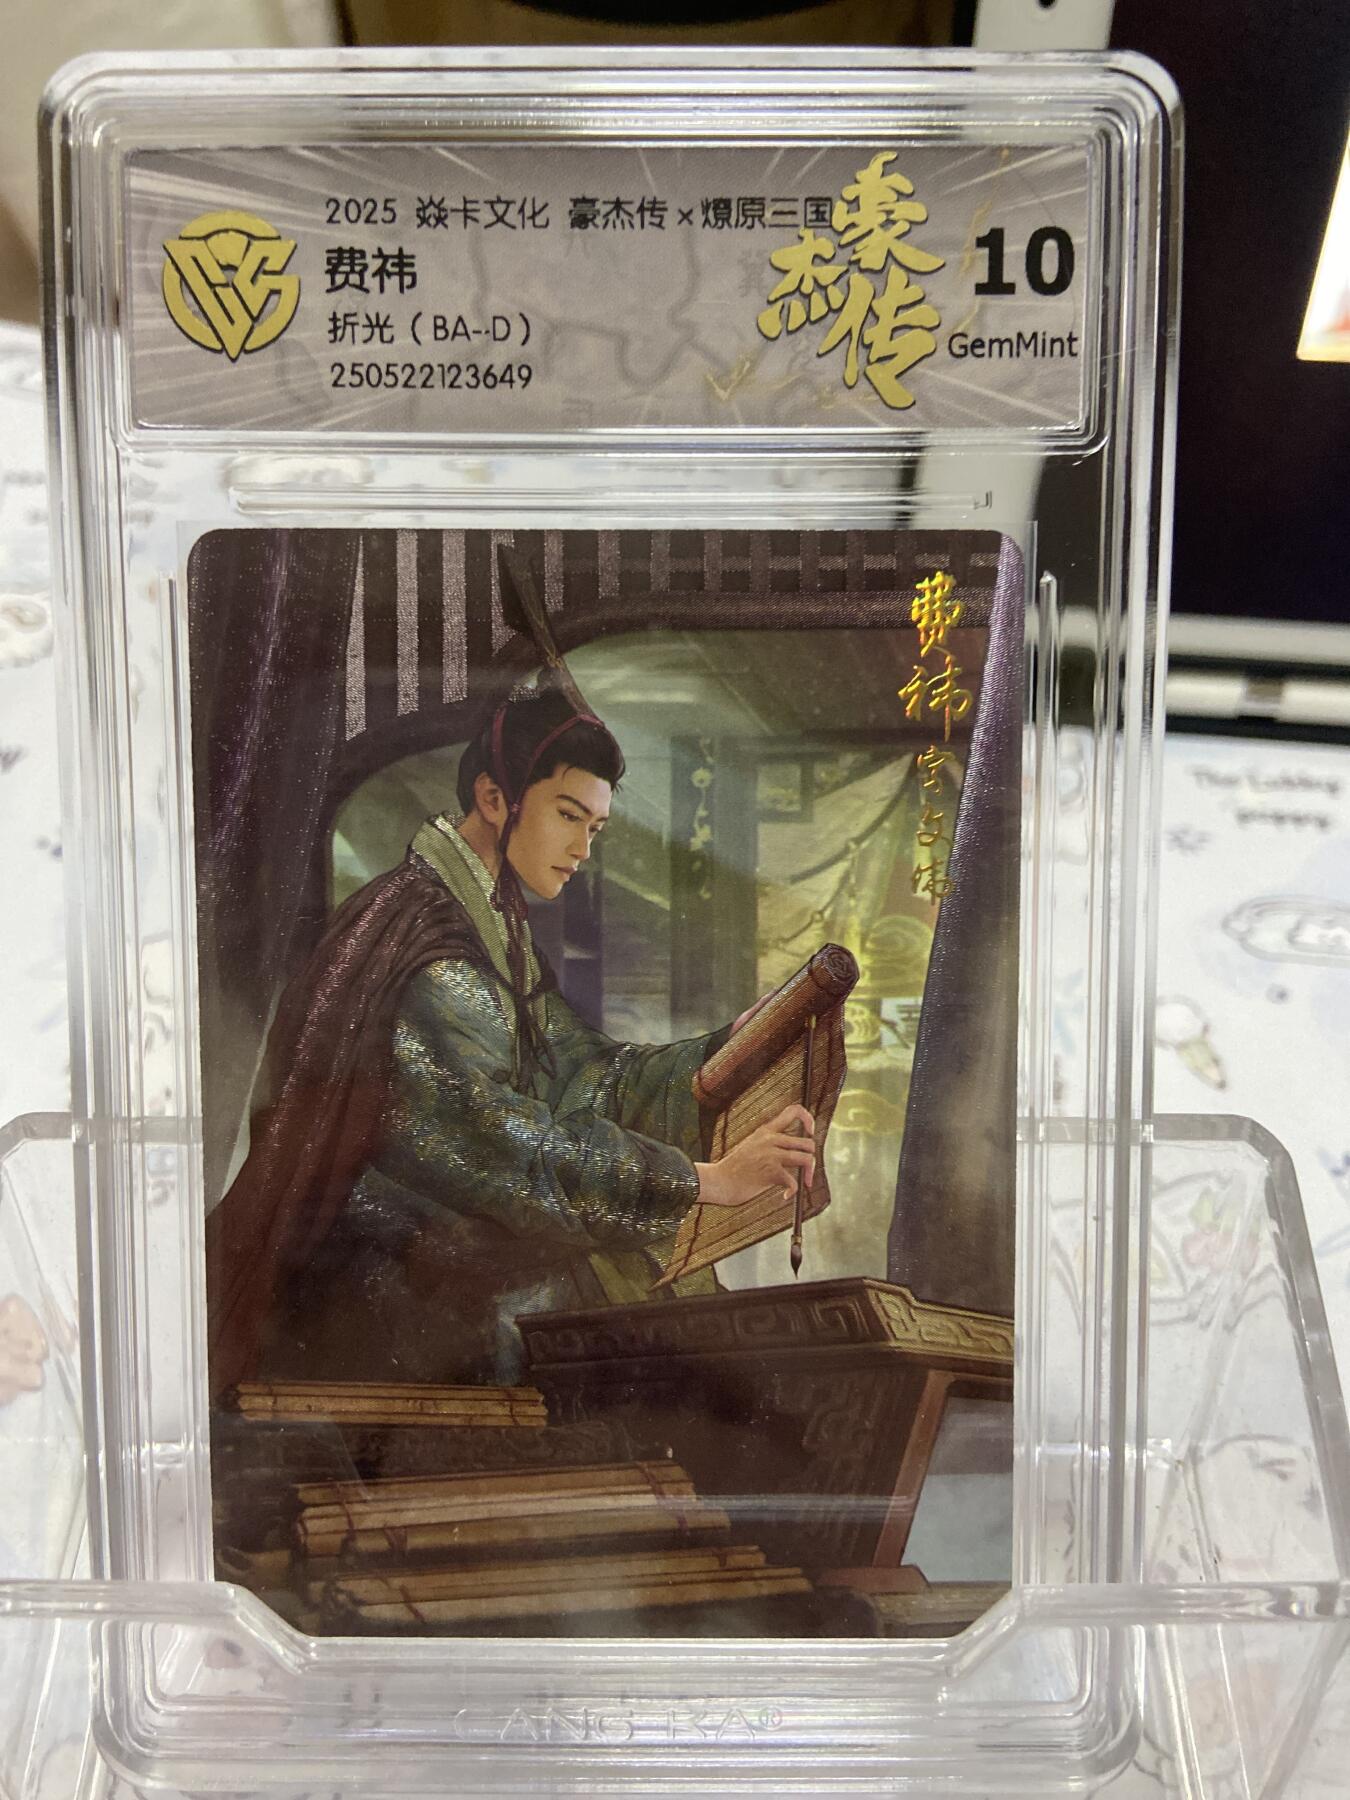 2025 焱卡文化 豪杰传×燎原三国
费祎
折光（BA--D）
250522123649
豪杰传
10
GemMint
费祎字文偉
CANG KA®